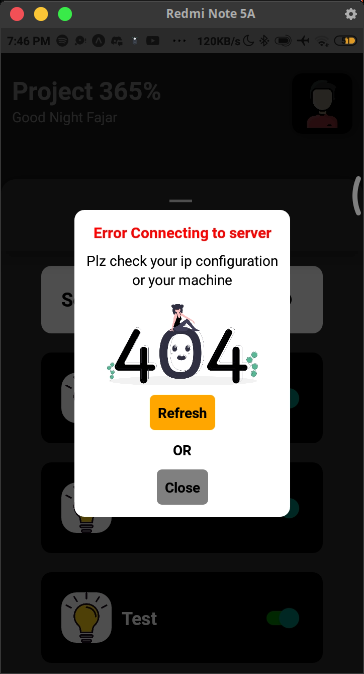 Redmi Note 5A
7:46 PM
120KB/s
Project 365%
Good Night Fajar
Error Connecting to server
Plz check your ip configuration
or your machine
404
Refresh
OR
Close
Test